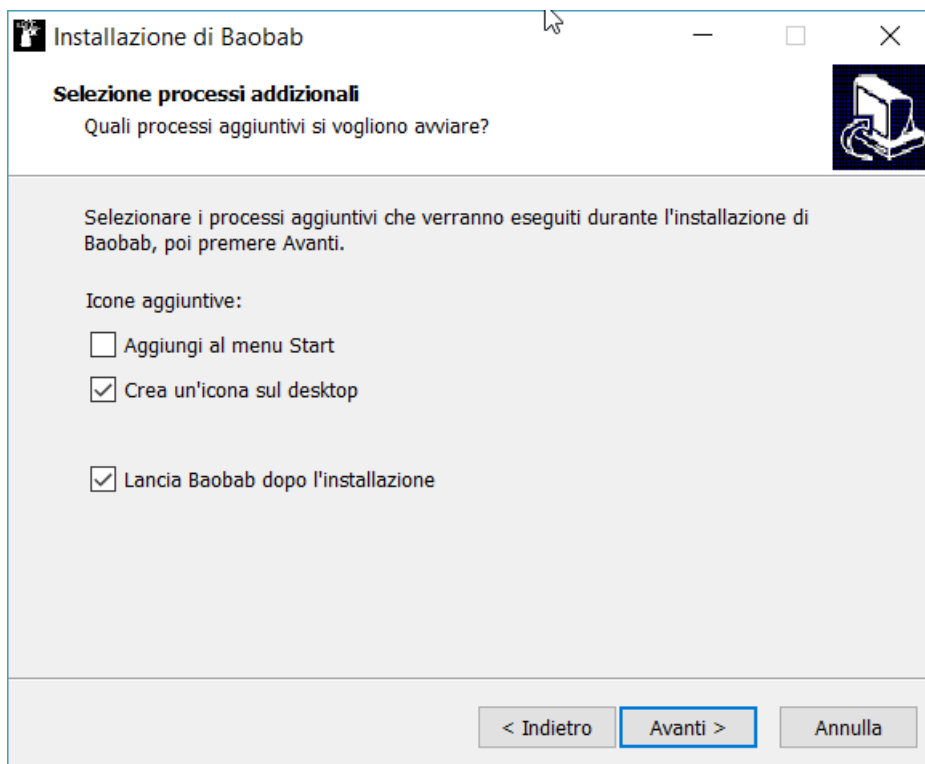 Installazione di Baobab
Selezione processi addizionali
Quali processi aggiuntivi si vogliono avviare?
Selezionare i processi aggiuntivi che verranno eseguiti durante l'installazione di
Baobab, poi premere Avanti.
Icone aggiuntive:
Aggiungi al menu Start
Crea un'icona sul desktop
Lancia Baobab dopo l'installazione
< Indietro
Avanti >
Annulla